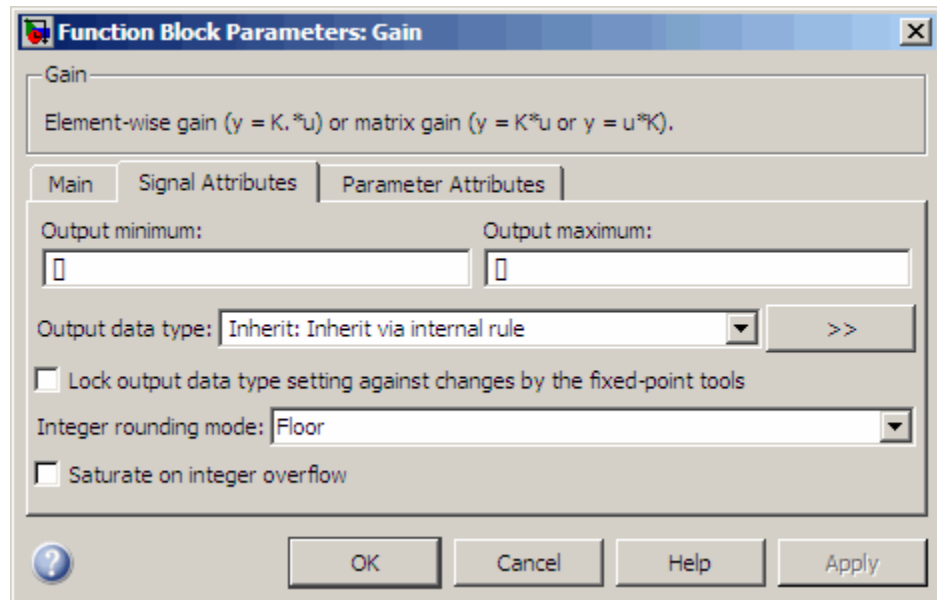 Function Block Parameters: Gain
Gain
Element-wise gain (y = K.*u) or matrix gain (y = K*u or y = u*K).
Main Signal Attributes Parameter Attributes
Output minimum: Output maximum:
[] []
Output data type: Inherit: Inherit via internal rule >>
Lock output data type setting against changes by the fixed-point tools
Integer rounding mode: Floor
Saturate on integer overflow
? OK Cancel Help Apply